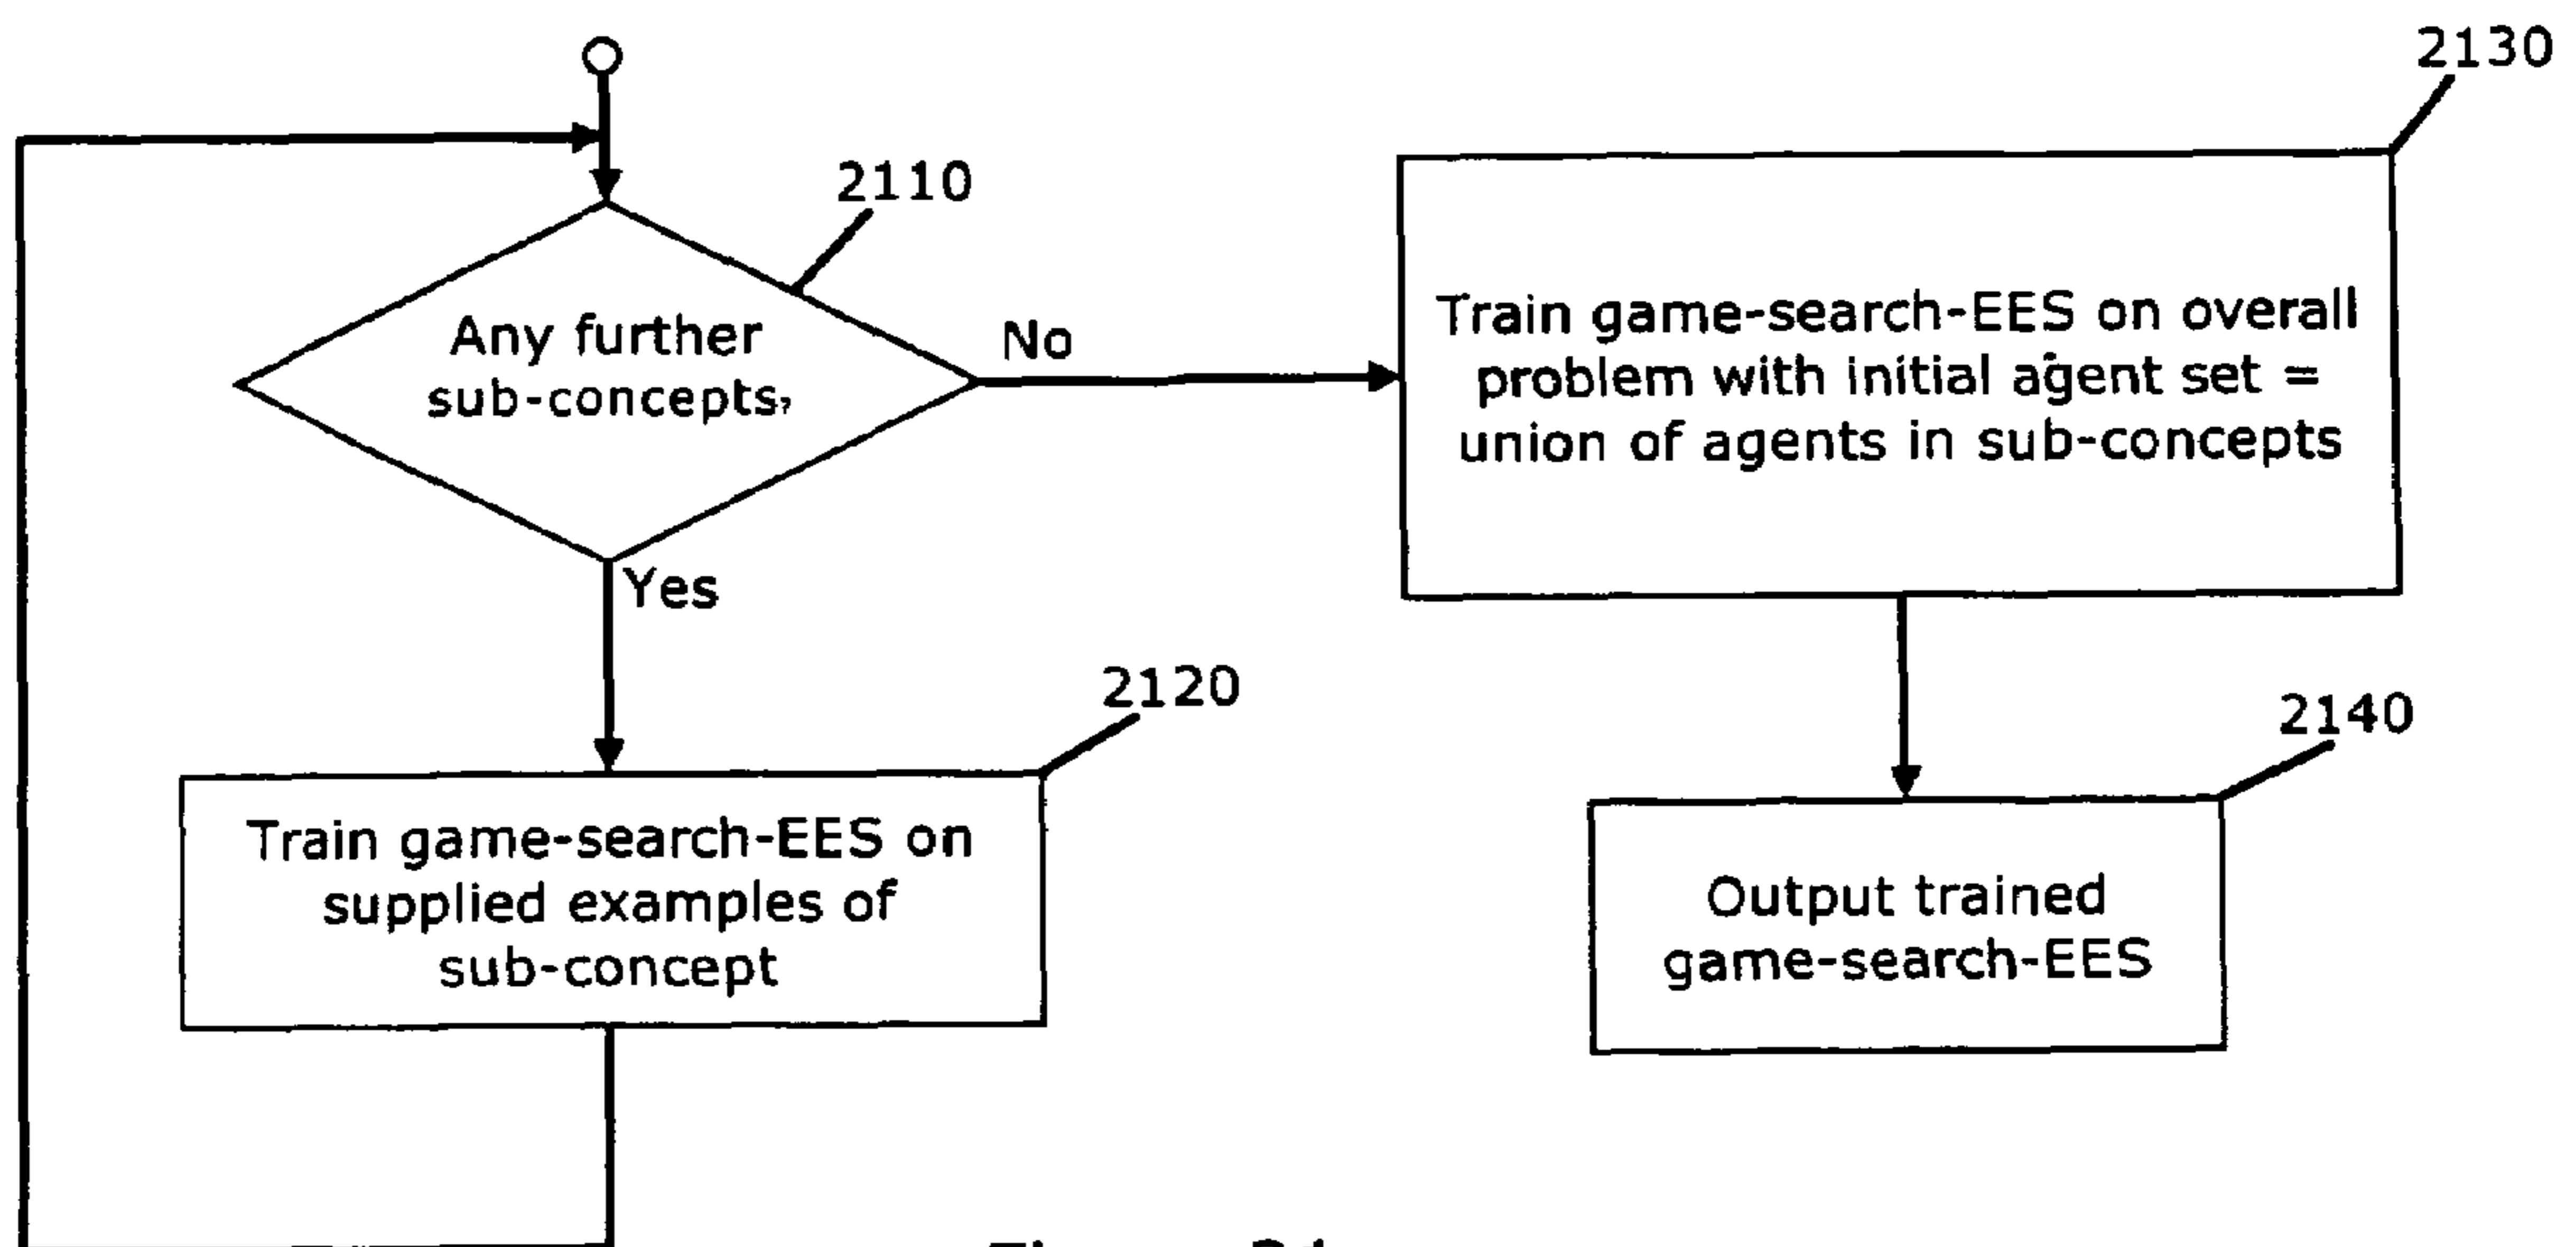 2130
2110
Any further
sub-concepts?
No
Train game-search-EES on overall
problem with initial agent set =
union of agents in sub-concepts
Yes
2120
2140
Train game-search-EES on
supplied examples of
sub-concept
Output trained
game-search-EES